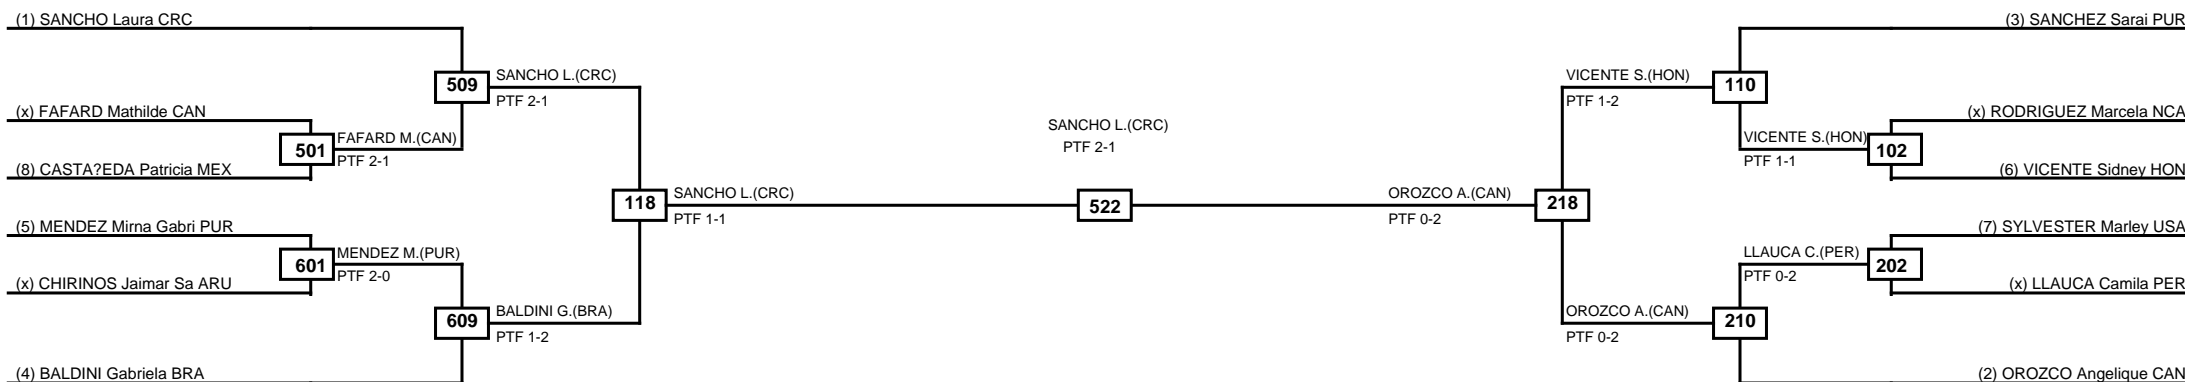 (1) SANCHO Laura CRC
(3) SANCHEZ Sarai PUR
509
SANCHO L.(CRC)
PTF 2-1
VICENTE S.(HON)
PTF 1-2
110
(x) FAFARD Mathilde CAN
501
FAFARD M.(CAN)
PTF 2-1
(8) CASTA?EDA Patricia MEX
SANCHO L.(CRC)
PTF 2-1
(x) RODRIGUEZ Marcela NCA
VICENTE S.(HON)
PTF 1-1
102
(6) VICENTE Sidney HON
118
SANCHO L.(CRC)
PTF 1-1
522
OROZCO A.(CAN)
PTF 0-2
218
(5) MENDEZ Mirna Gabri PUR
601
MENDEZ M.(PUR)
PTF 2-0
(x) CHIRINOS Jaimar Sa ARU
(7) SYLVESTER Marley USA
LLAUCA C.(PER)
PTF 0-2
202
(x) LLAUCA Camila PER
609
BALDINI G.(BRA)
PTF 1-2
OROZCO A.(CAN)
PTF 0-2
210
(4) BALDINI Gabriela BRA
(2) OROZCO Angelique CAN